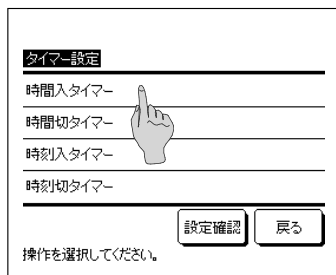 タイマー設定
時間入タイマー
時間切タイマー
時刻入タイマー
時刻切タイマー
設定確認 戻る
操作を選択してください。